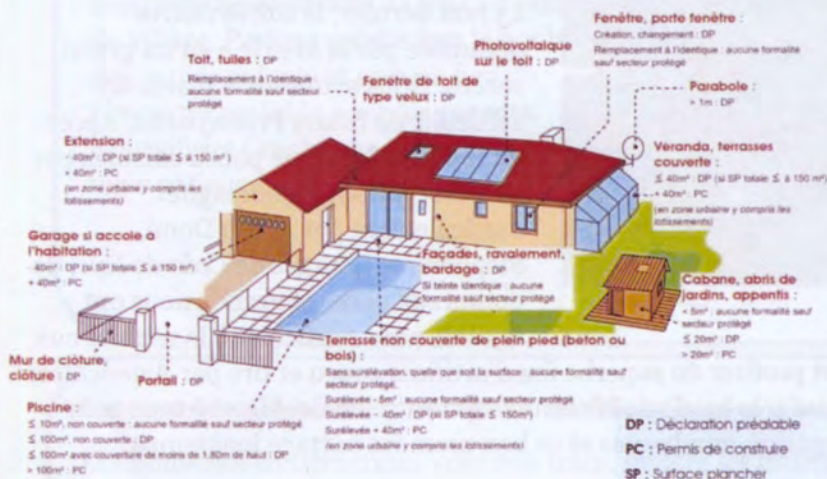 Toit, tuiles : DP
Remplacement à l'identique :
aucune formalité sauf secteur
protégé
Fenêtre de toit de
type velux : DP
Photovoltaïque
sur le toit : DP
Fenêtre, porte fenêtre :
Création, changement : DP
Remplacement à l'identique : aucune formalité
sauf secteur protégé
Parabole :
> 1m : DP
Extension :
- 40m² : DP (si SP totale ≤ à 150 m²)
+ 40m² : PC
(en zone urbaine y compris les
lotissements)
Veranda, terrasses
couverte :
≤ 40m² : DP (si SP totale ≤ à 150 m²)
+ 40m² : PC
(en zone urbaine y compris les
lotissements)
Garage si accolé à
l'habitation :
- 40m² : DP (si SP totale ≤ à 150 m²)
+ 40m² : PC
Façades, ravalement,
bardage : DP
Si teinte identique : aucune
formalité sauf secteur protégé
Cabane, abris de
jardins, appentis :
< 5m² : aucune formalité sauf
secteur protégé
≤ 20m² : DP
> 20m² : PC
Mur de clôture,
clôture : DP
Portail : DP
Terrasse non couverte de plein pied (béton ou
bois) :
Sans surélévation, quelle que soit la surface : aucune formalité sauf
secteur protégé
Surélevée - 5m² : aucune formalité sauf secteur protégé
Surélevée - 40m² : DP (si SP totale ≤ 150m²)
Surélevée + 40m² : PC
(en zone urbaine y compris les lotissements)
Piscine :
≤ 10m², non couverte : aucune formalité sauf secteur protégé
≤ 100m², non couverte : DP
≤ 100m² avec couverture de moins de 1,80m de haut : DP
> 100m² : PC
DP : Déclaration préalable
PC : Permis de construire
SP : Surface plancher